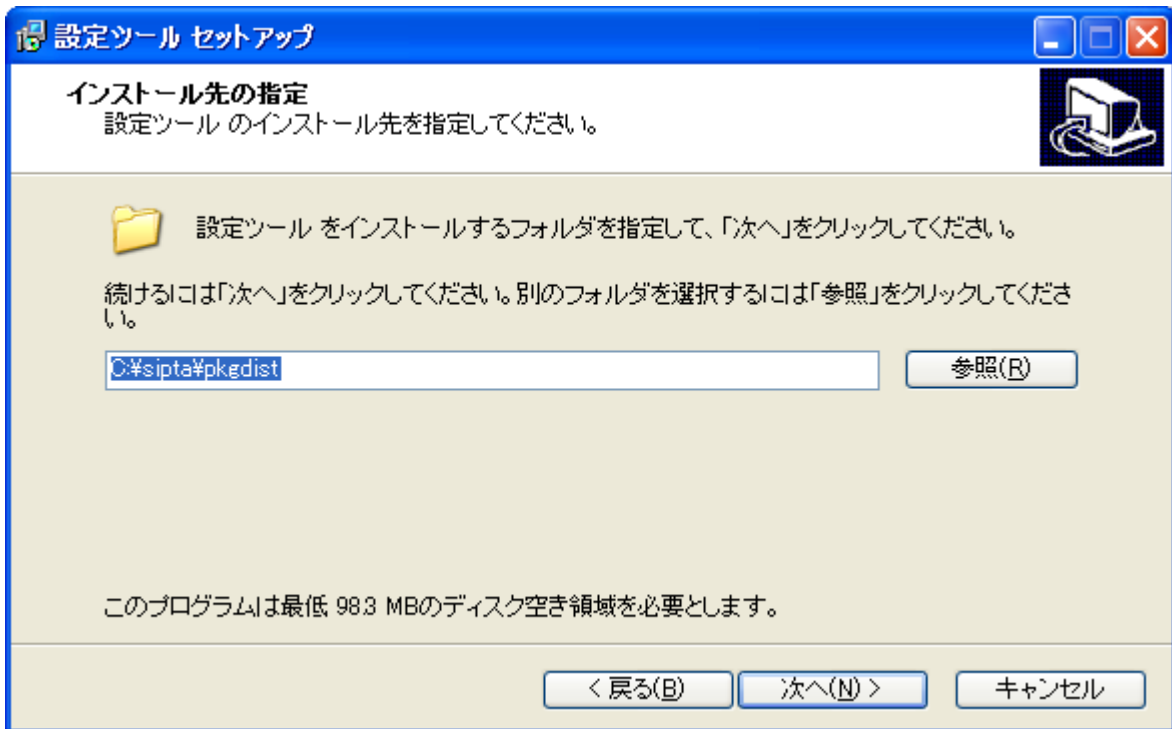 設定ツール セットアップ
インストール先の指定
設定ツール のインストール先を指定してください。
設定ツール をインストールするフォルダを指定して、「次へ」をクリックしてください。
続けるには「次へ」をクリックしてください。別のフォルダを選択するには「参照」をクリックしてくださ
い。
C:¥sipta¥pkgdist
参照(R)
このプログラムは最低 98.3 MBのディスク空き領域を必要とします。
< 戻る(B)
次へ(N) >
キャンセル